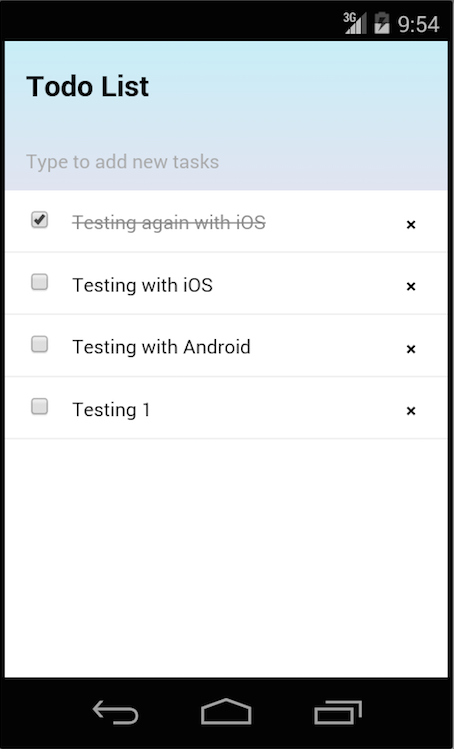 3G 9:54
Todo List
Type to add new tasks
Testing again with iOS ×
Testing with iOS ×
Testing with Android ×
Testing 1 ×